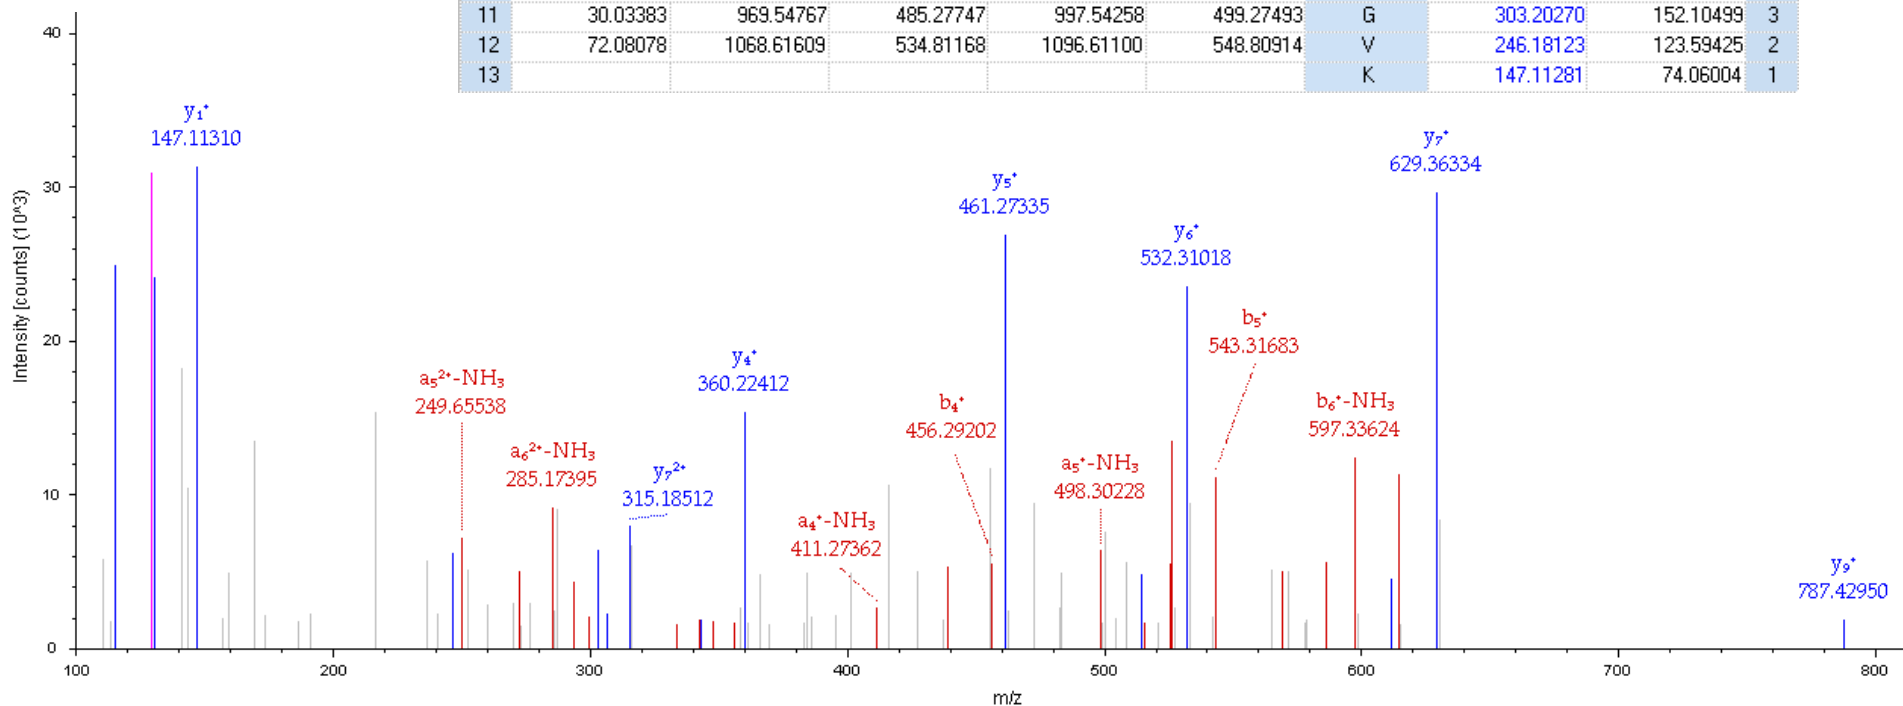 11 30.03383 969.54767 485.27747 997.54258 499.27493 G 303.20270 152.10499 3
12 72.08078 1068.61609 534.81168 1096.61100 548.80914 V 246.18123 123.59425 2
13 K 147.11281 74.06004 1
Intensity [counts] (10^3)
40
30
20
10
0
y₁⁺
147.11310
a₅²⁺-NH₃
249.65538
a₆²⁺-NH₃
285.17395
y₇²⁺
315.18512
y₄⁺
360.22412
a₄⁺-NH₃
411.27362
b₄⁺
456.29202
y₅⁺
461.27335
a₅⁺-NH₃
498.30228
y₆⁺
532.31018
b₅⁺
543.31683
b₆⁺-NH₃
597.33624
y₇⁺
629.36334
y₉⁺
787.42950
100 200 300 400 500 600 700 800
m/z